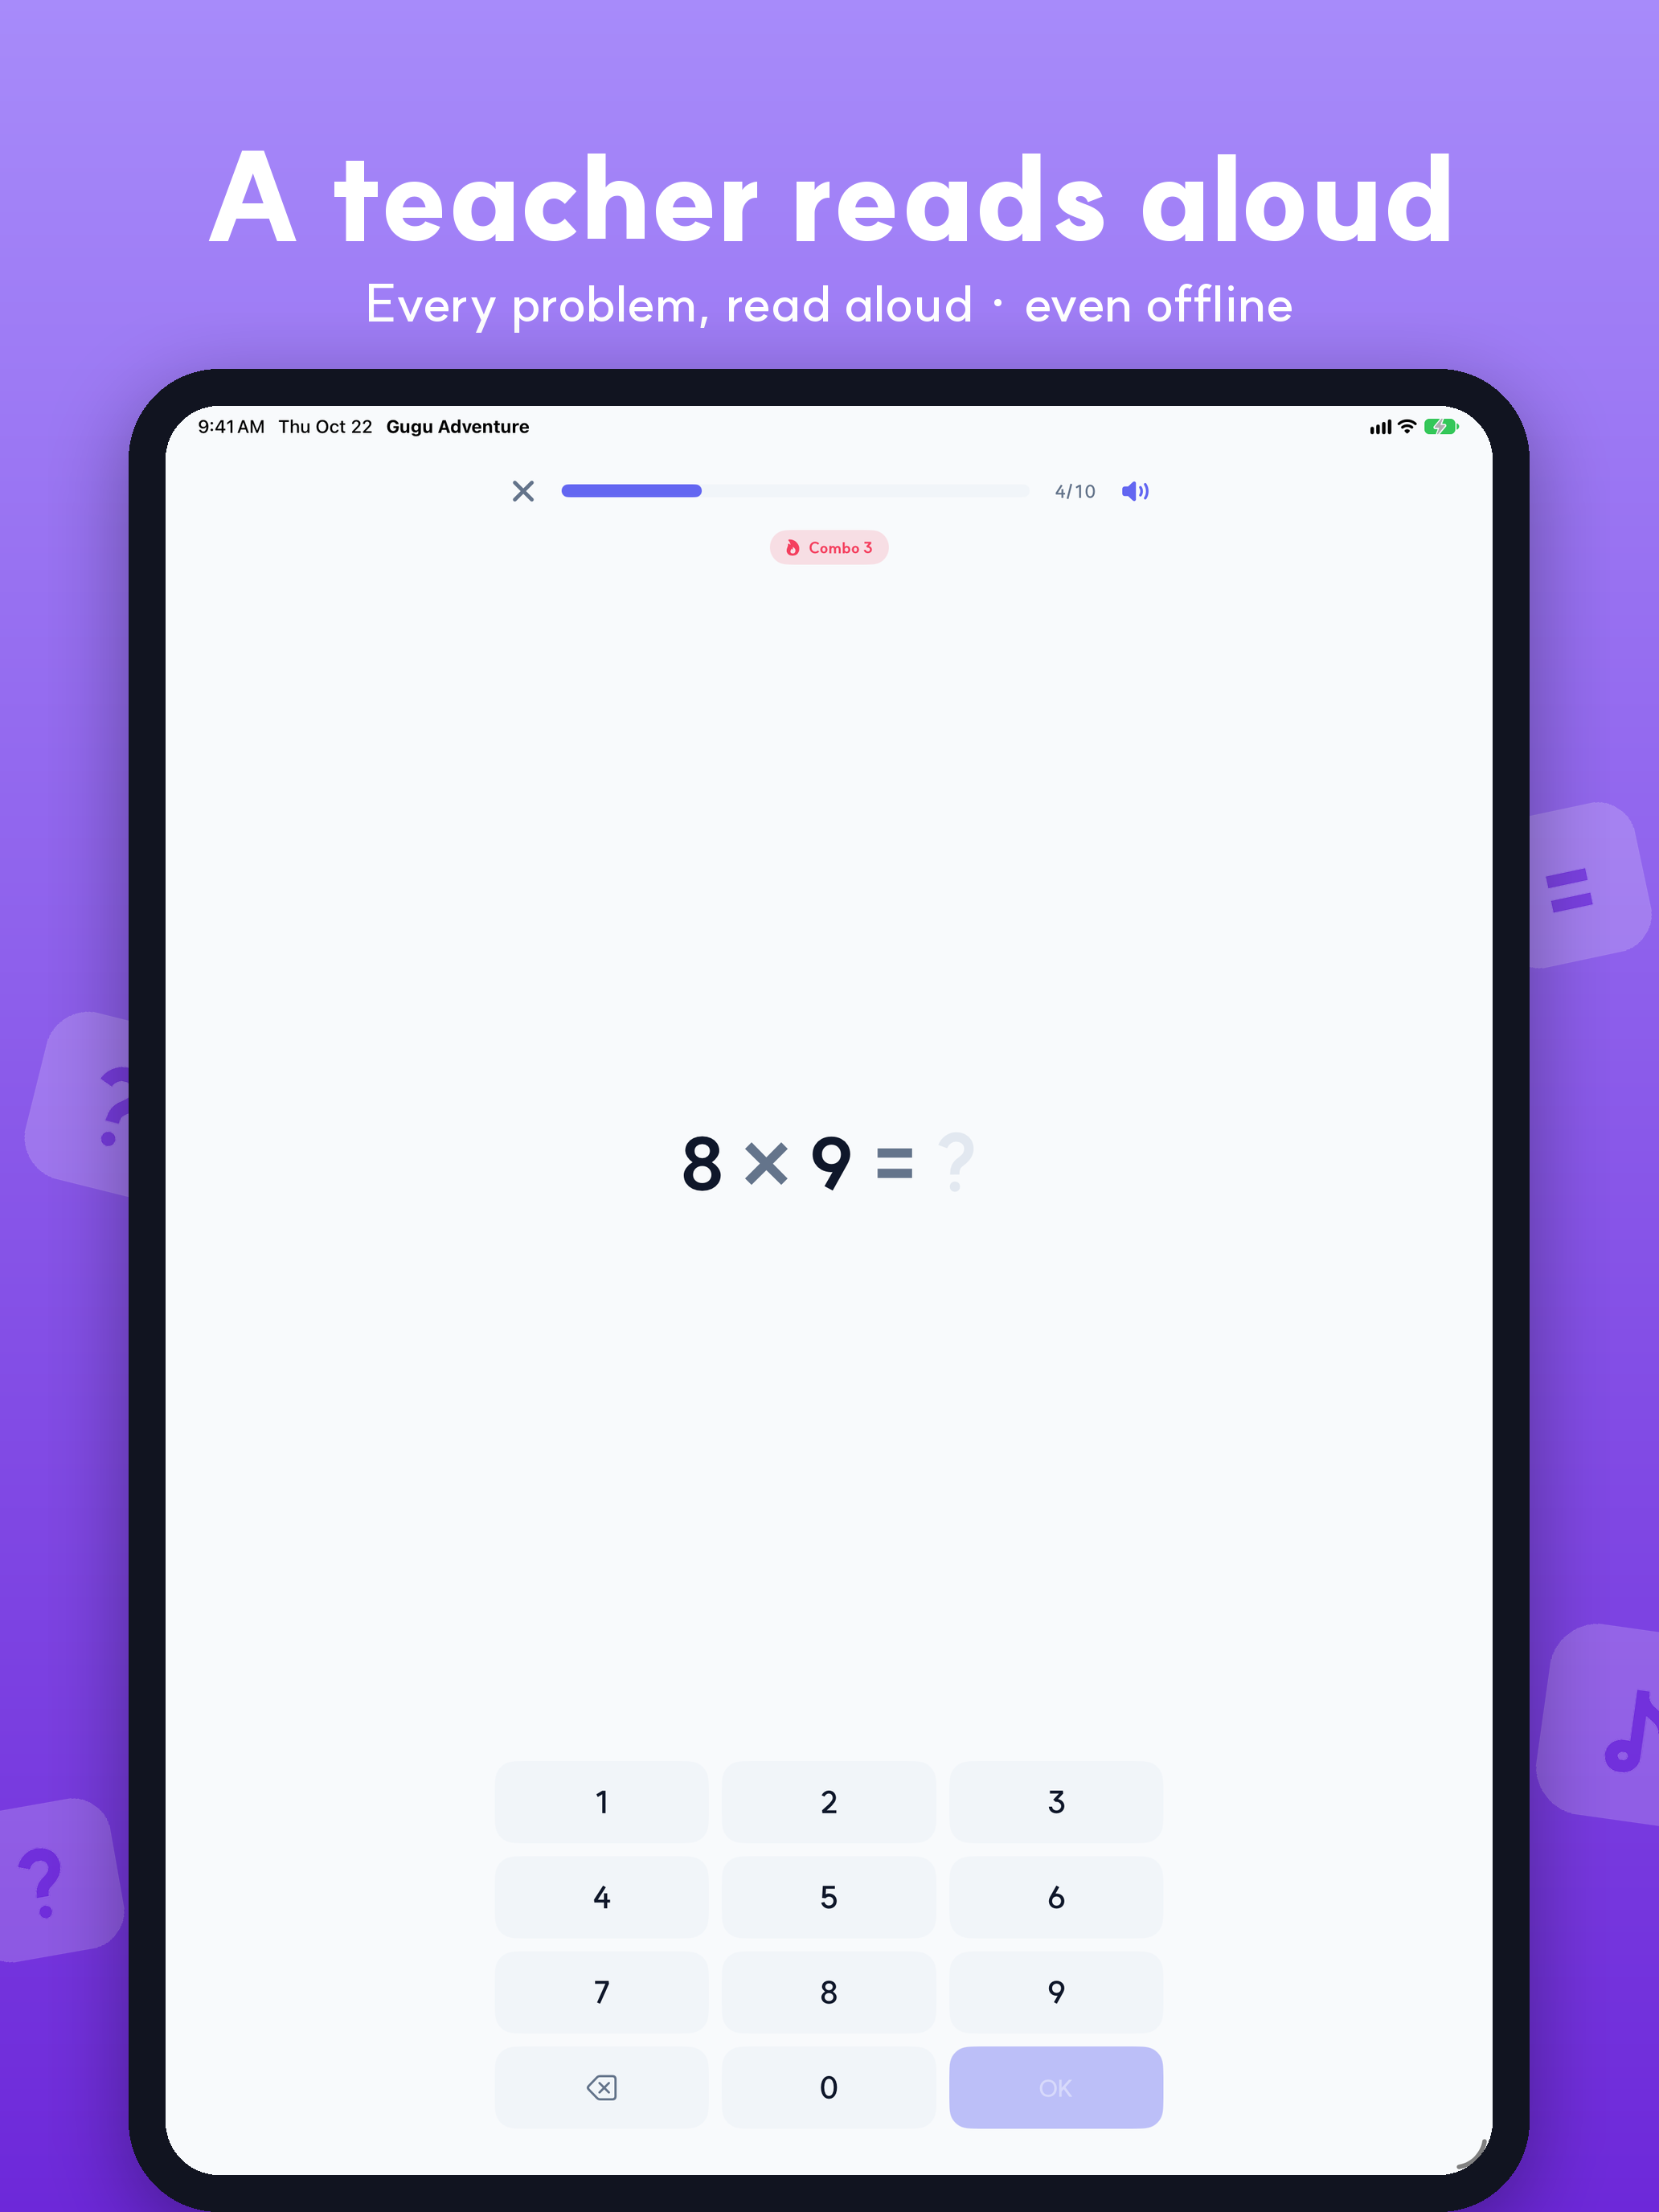 A teacher reads aloud
Every problem, read aloud · even offline
9:41 AM Thu Oct 22 Gugu Adventure
4/10
Combo 3
=
?
8 × 9 = ?
1 2 3
4 5 6
?
7 8 9
0 OK